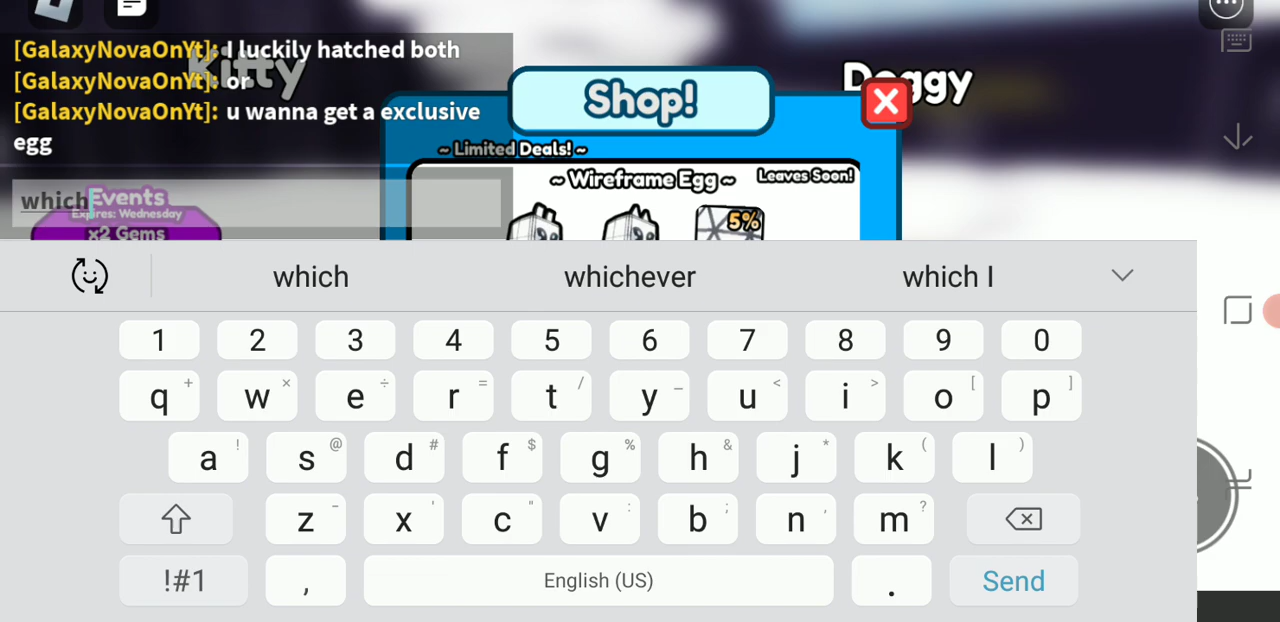 [GalaxyNovaOnYt]: I luckily hatched both
Kitty
Doggy
[GalaxyNovaOnYt]: or
[GalaxyNovaOnYt]: u wanna get a exclusive
egg
Shop!
~ Limited Deals! ~
~ Wireframe Egg ~
Leaves Soon!
5%
which
Events
Expires: Wednesday
x2 Gems
which whichever which I
1 2 3 4 5 6 7 8 9 0
q + w × e ÷ r = t / y _ u < i > o [ p ]
a ! s @ d # f $ g % h & j * k ( l )
z - x ' c " v : b ; n , m ?
!#1 , English (US) . Send